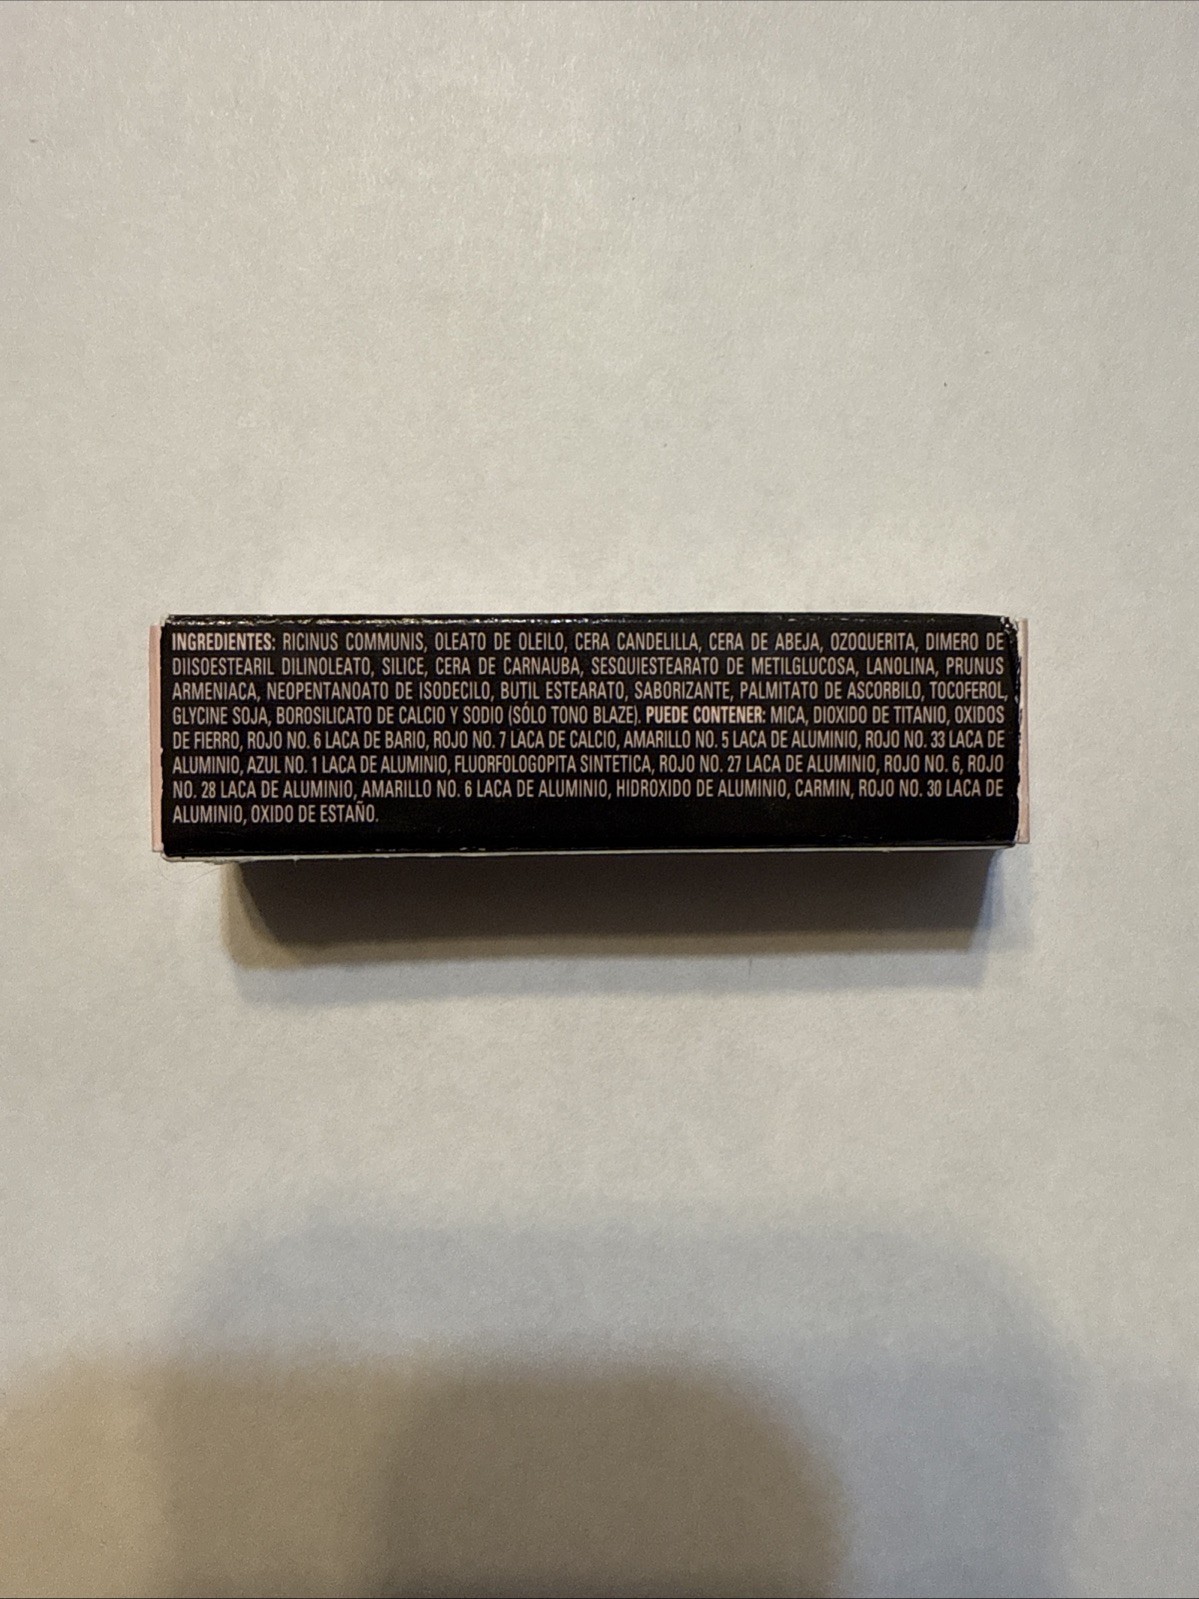 INGREDIENTES: RICINUS COMMUNIS, OLEATO DE OLEILO, CERA CANDELILLA, CERA DE ABEJA, OZOQUERITA, DIMERO DE
DIISOESTEARIL DILINOLEATO, SILICE, CERA DE CARNAUBA, SESQUIESTEARATO DE METILGLUCOSA, LANOLINA, PRUNUS
ARMENIACA, NEOPENTANOATO DE ISODECILO, BUTIL ESTEARATO, SABORIZANTE, PALMITATO DE ASCORBILO, TOCOFEROL,
GLYCINE SOJA, BOROSILICATO DE CALCIO Y SODIO (SÓLO TONO BLAZE). PUEDE CONTENER: MICA, DIOXIDO DE TITANIO, OXIDOS
DE FIERRO, ROJO NO. 6 LACA DE BARIO, ROJO NO. 7 LACA DE CALCIO, AMARILLO NO. 5 LACA DE ALUMINIO, ROJO NO. 33 LACA DE
ALUMINIO, AZUL NO. 1 LACA DE ALUMINIO, FLUORFOLOGOPITA SINTETICA, ROJO NO. 27 LACA DE ALUMINIO, ROJO NO. 6, ROJO
NO. 28 LACA DE ALUMINIO, AMARILLO NO. 6 LACA DE ALUMINIO, HIDROXIDO DE ALUMINIO, CARMIN, ROJO NO. 30 LACA DE
ALUMINIO, OXIDO DE ESTAÑO.